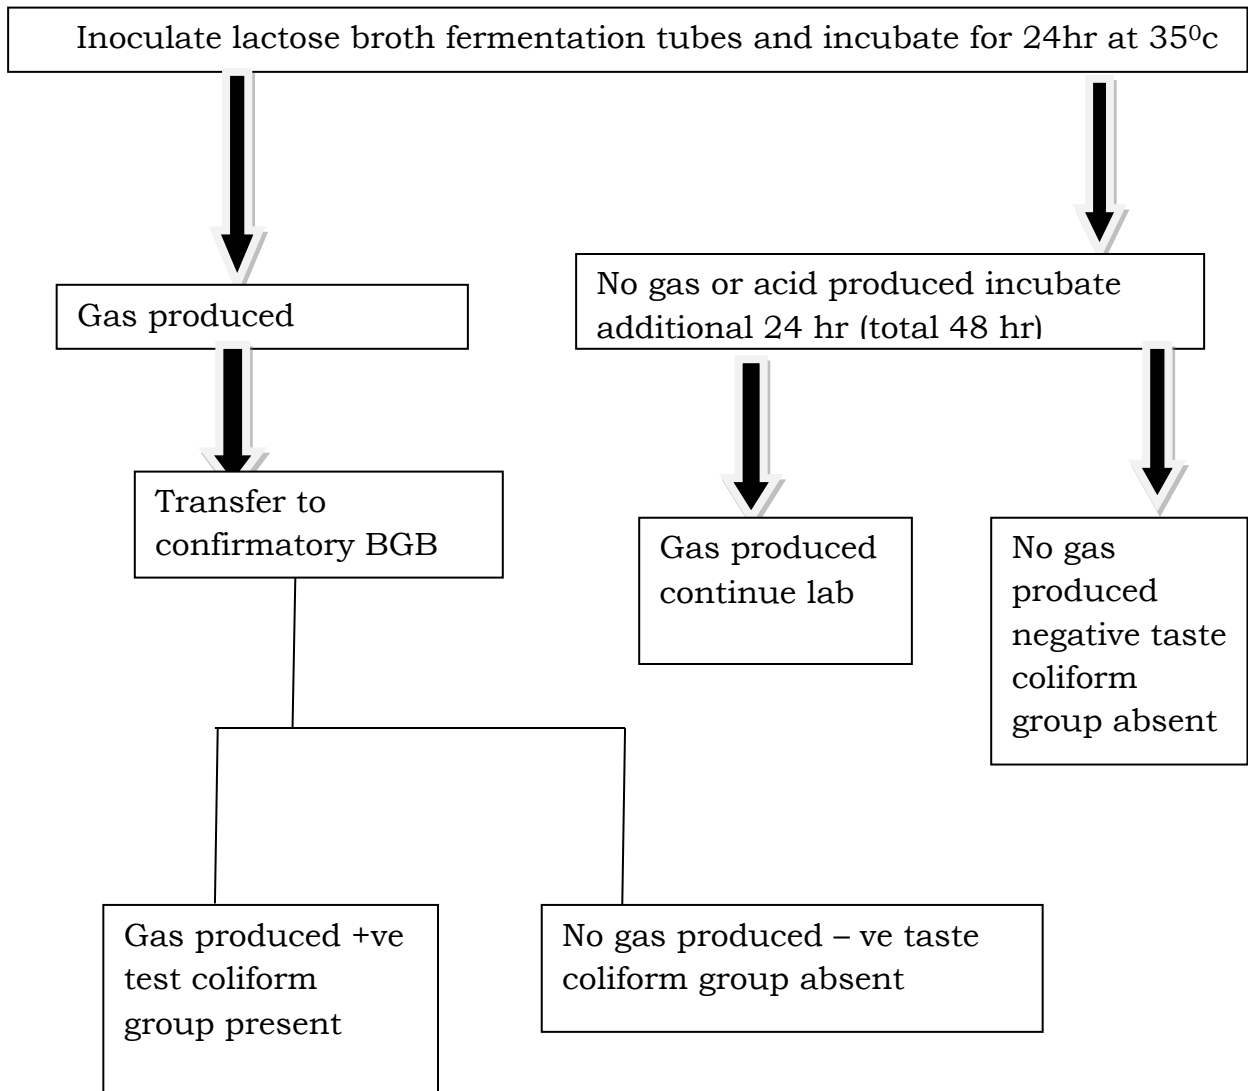 Inoculate lactose broth fermentation tubes and incubate for 24hr at 35⁰c
Gas produced
No gas or acid produced incubate
additional 24 hr (total 48 hr)
Transfer to
confirmatory BGB
Gas produced
continue lab
No gas
produced
negative taste
coliform
group absent
Gas produced +ve
test coliform
group present
No gas produced – ve taste
coliform group absent